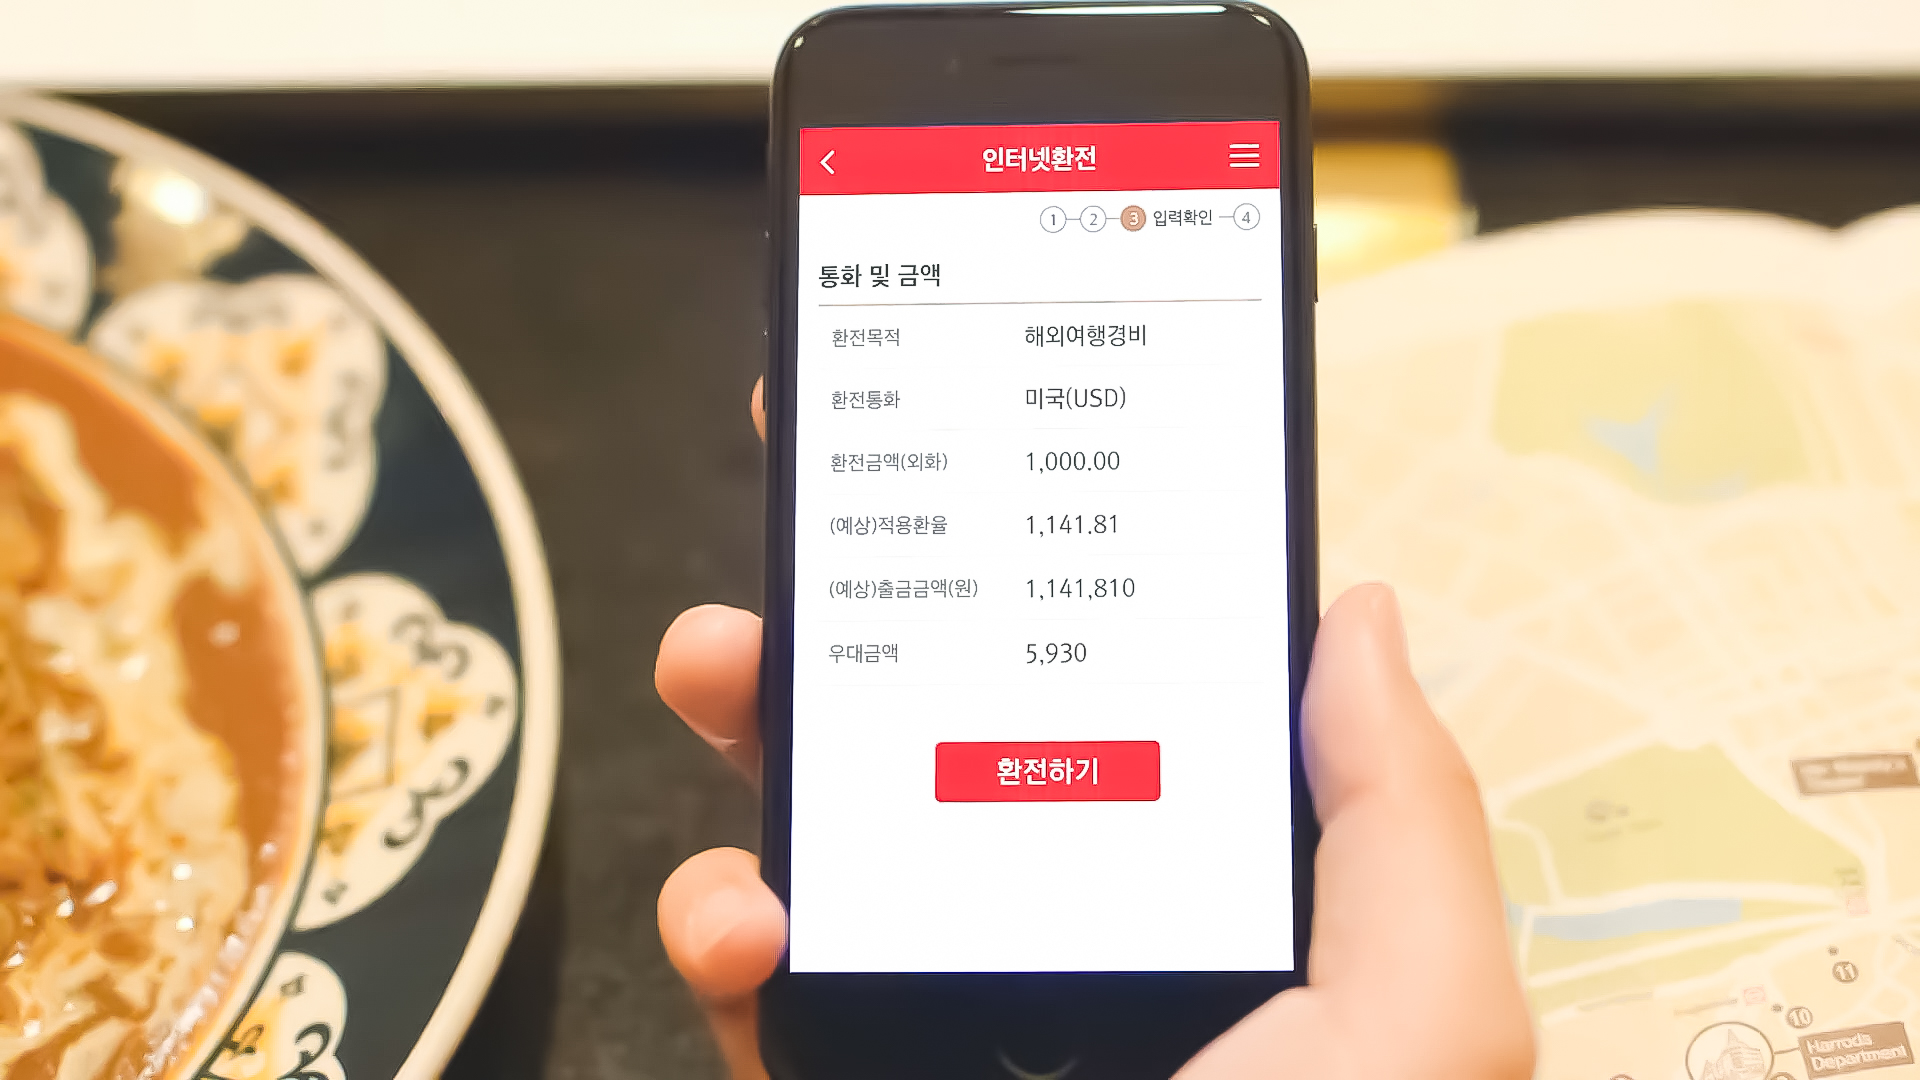 인터넷환전
1 2 3 입력확인 4
통화 및 금액
환전목적 해외여행경비
환전통화 미국(USD)
환전금액(외화) 1,000.00
(예상)적용환율 1,141.81
(예상)출금금액(원) 1,141,810
우대금액 5,930
환전하기
11
10
Harrods
Department